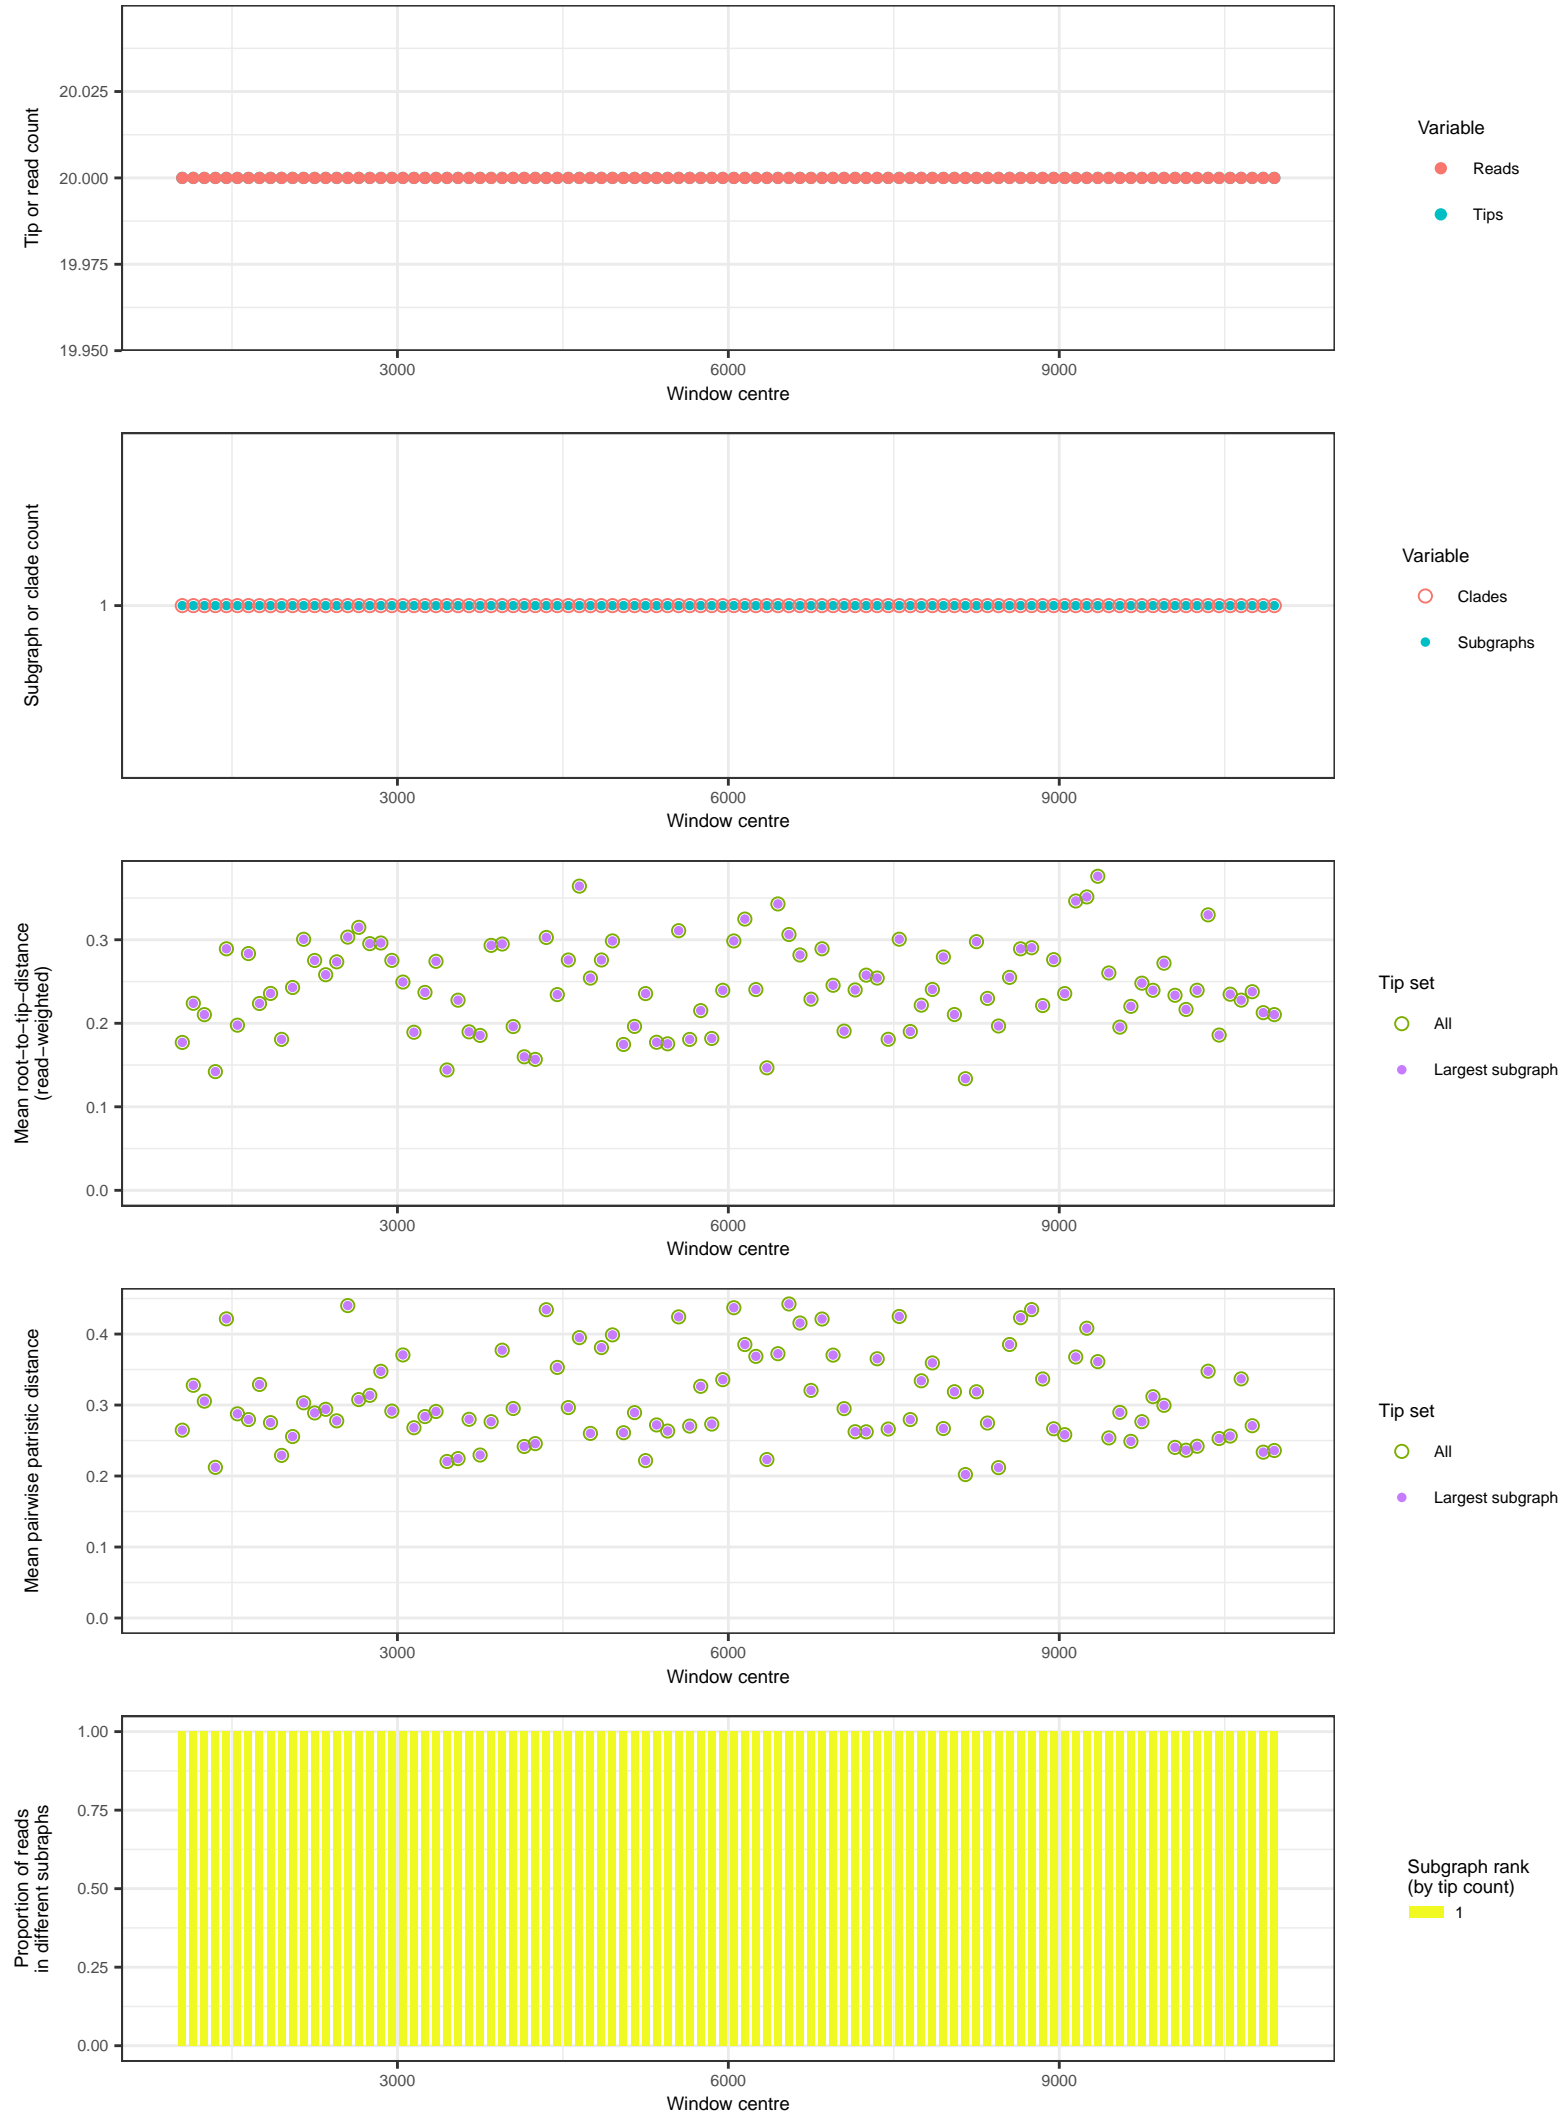 20.025
20.000
19.975
19.950
Tip or read count
3000 6000 9000
Window centre
Variable
Reads
Tips
1
Subgraph or clade count
3000 6000 9000
Window centre
Variable
Clades
Subgraphs
0.3
0.2
0.1
0.0
Mean root−to−tip−distance
(read−weighted)
3000 6000 9000
Window centre
Tip set
All
Largest subgraph
0.4
0.3
0.2
0.1
0.0
Mean pairwise patristic distance
3000 6000 9000
Window centre
Tip set
All
Largest subgraph
1.00
0.75
0.50
0.25
0.00
Proportion of reads
in different subraphs
3000 6000 9000
Window centre
Subgraph rank
(by tip count)
1